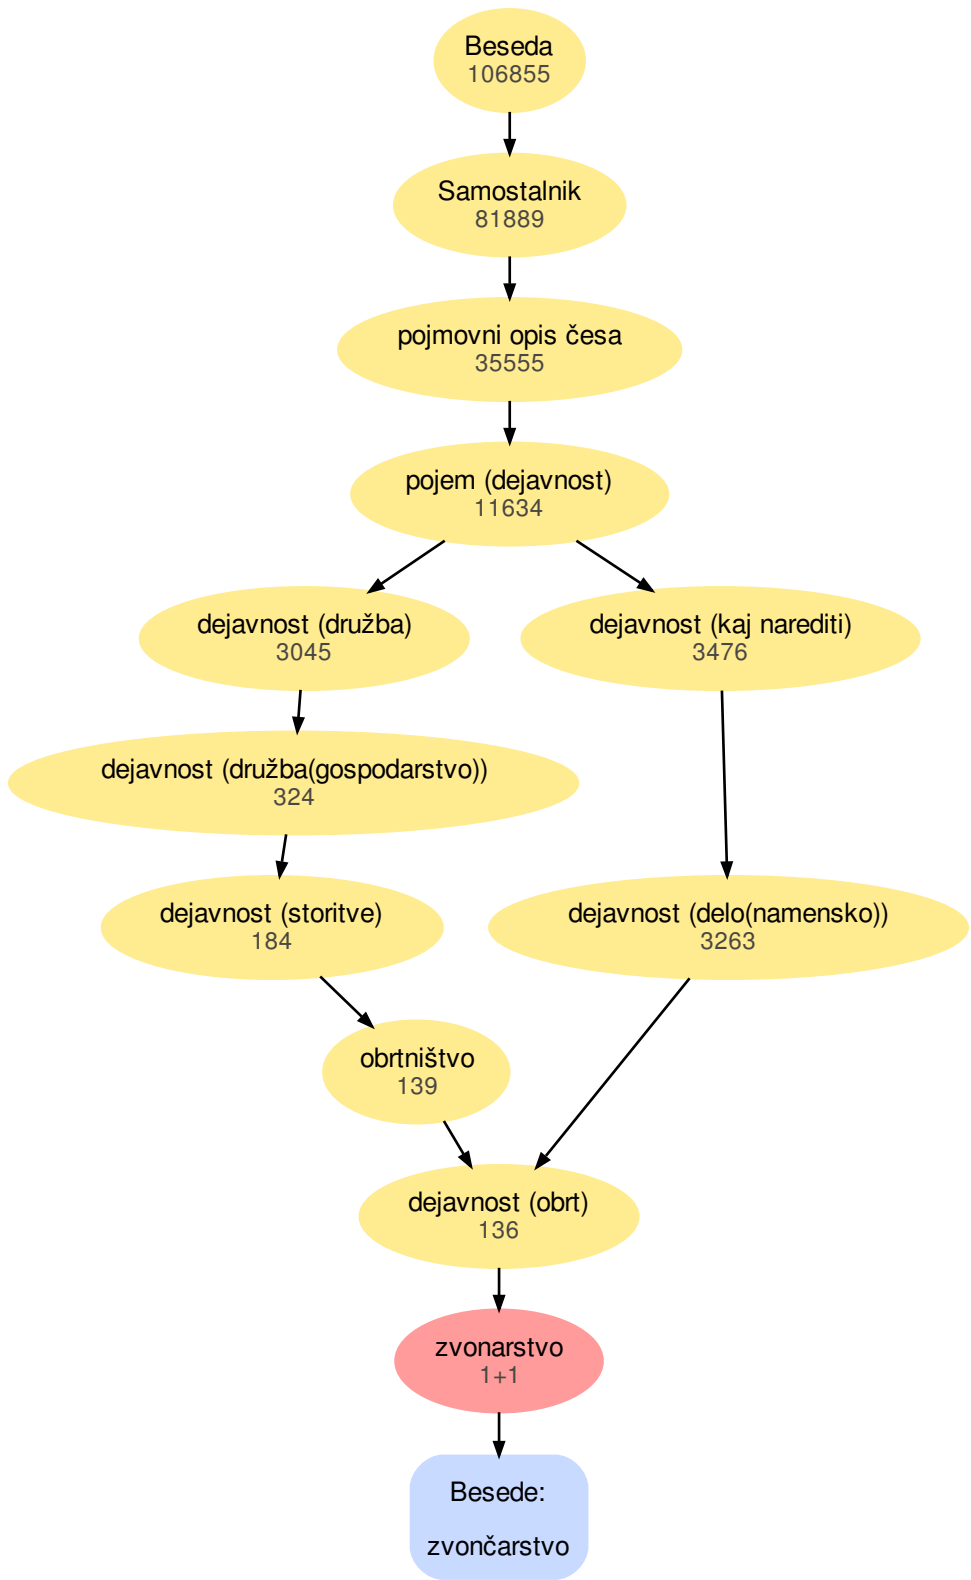 Beseda
106855
Samostalnik
81889
pojmovni opis česa
35555
pojem (dejavnost)
11634
dejavnost (družba)
3045
dejavnost (kaj narediti)
3476
dejavnost (družba(gospodarstvo))
324
dejavnost (storitve)
184
dejavnost (delo(namensko))
3263
obrtništvo
139
dejavnost (obrt)
136
zvonarstvo
1+1
Besede:
zvončarstvo